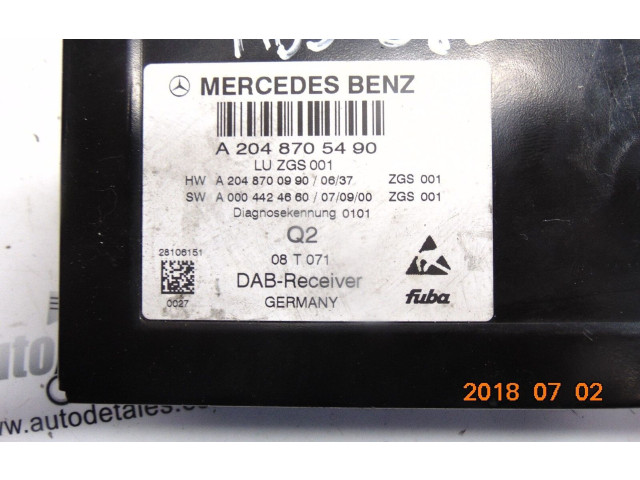 MERCEDES BENZ
A 204 870 54 90
LU ZGS 001
HW A 204 870 09 90 / 06/37 ZGS 001
SW A 000 442 46 60 / 07/09/00 ZGS 001
Diagnosekennung 0101
Q2
28106151
08 T 071
DAB-Receiver
0027
GERMANY
fuba
2018 07 02
www.autodetales.com